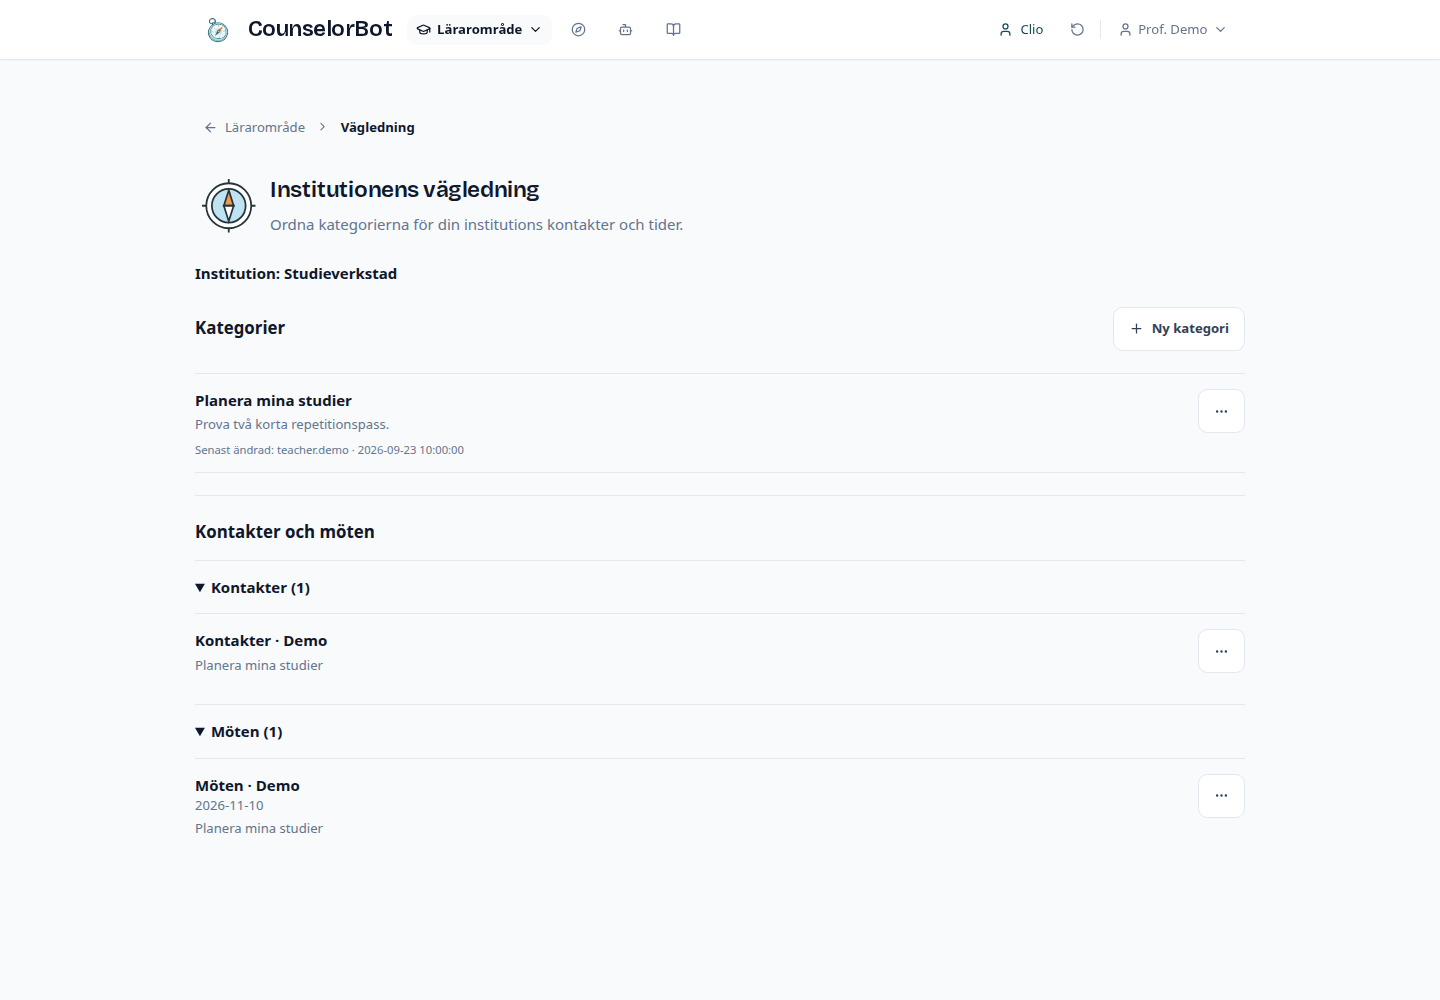 CounselorBot
Lärarområde
Clio
Prof. Demo
Lärarområde
Vägledning
Institutionens vägledning
Ordna kategorierna för din institutions kontakter och tider.
Institution: Studieverkstad
Kategorier
Ny kategori
Planera mina studier
Prova två korta repetitionspass.
Senast ändrad: teacher.demo · 2026-09-23 10:00:00
Kontakter och möten
Kontakter (1)
Kontakter · Demo
Planera mina studier
Möten (1)
Möten · Demo
2026-11-10
Planera mina studier